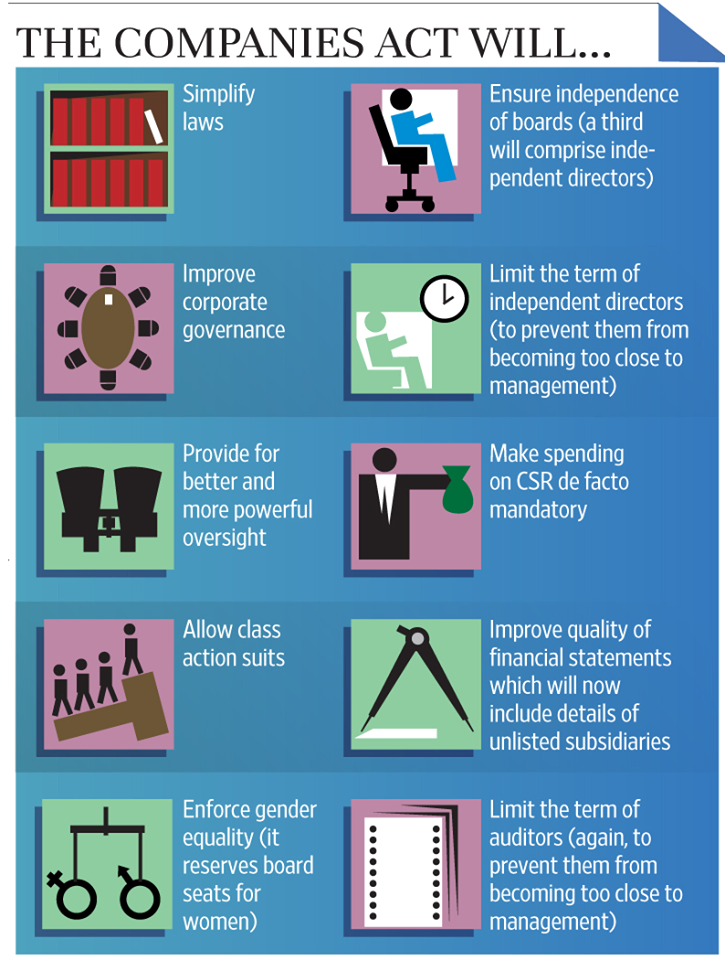 THE COMPANIES ACT WILL...
Simplify
laws
Ensure independence
of boards (a third
will comprise inde-
pendent directors)
Improve
corporate
governance
Limit the term of
independent directors
(to prevent them from
becoming too close to
management)
Provide for
better and
more powerful
oversight
Make spending
on CSR de facto
mandatory
Allow class
action suits
Improve quality of
financial statements
which will now
include details of
unlisted subsidiaries
Enforce gender
equality (it
reserves board
seats for
women)
Limit the term of
auditors (again, to
prevent them from
becoming too close to
management)